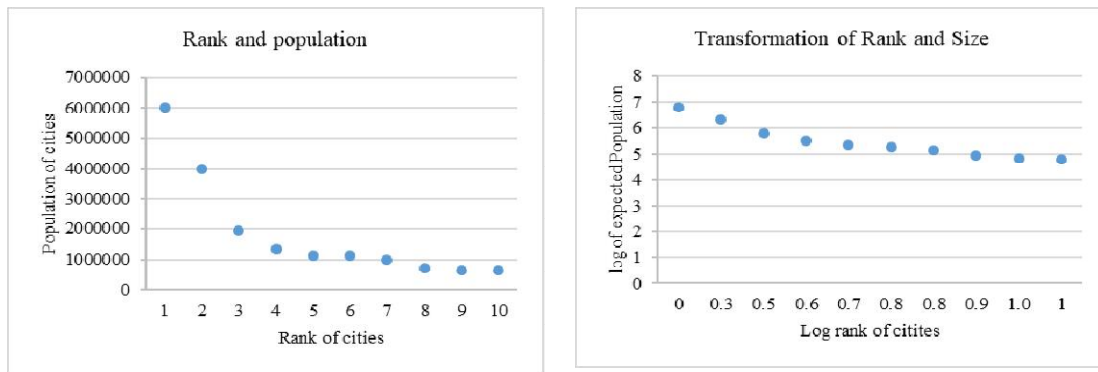 Rank and population
7000000
6000000
5000000
4000000
3000000
2000000
1000000
0
Population of cities
1 2 3 4 5 6 7 8 9 10
Rank of cities
Transformation of Rank and Size
8
7
6
5
4
3
2
1
0
log of expected Population
0 0.3 0.5 0.6 0.7 0.8 0.8 0.9 1.0 1
Log rank of citites